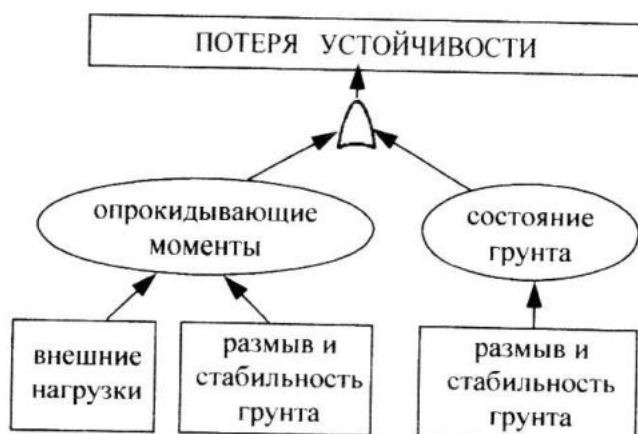 ПОТЕРЯ УСТОЙЧИВОСТИ
опрокидывающие
моменты
состояние
грунта
внешние
нагрузки
размыв и
стабильность
грунта
размыв и
стабильность
грунта